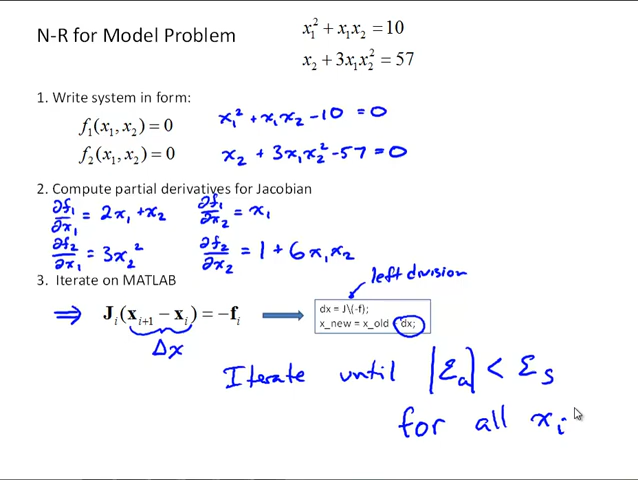 N-R for Model Problem
x₁² + x₁x₂ = 10
x₂ + 3x₁x₂² = 57
1. Write system in form:
f₁(x₁, x₂) = 0
x₁² + x₁x₂ - 10 = 0
f₂(x₁, x₂) = 0
x₂ + 3x₁x₂² - 57 = 0
2. Compute partial derivatives for Jacobian
∂f₁/∂x₁ = 2x₁ + x₂ ∂f₁/∂x₂ = x₁
∂f₂/∂x₁ = 3x₂² ∂f₂/∂x₂ = 1 + 6x₁x₂
3. Iterate on MATLAB
left division
⇒ Jᵢ(xᵢ₊₁ − xᵢ) = −fᵢ
Δx
dx = J\(-f);
x_new = x_old + dx;
Iterate until |εₐ| < εₛ
for all xᵢ